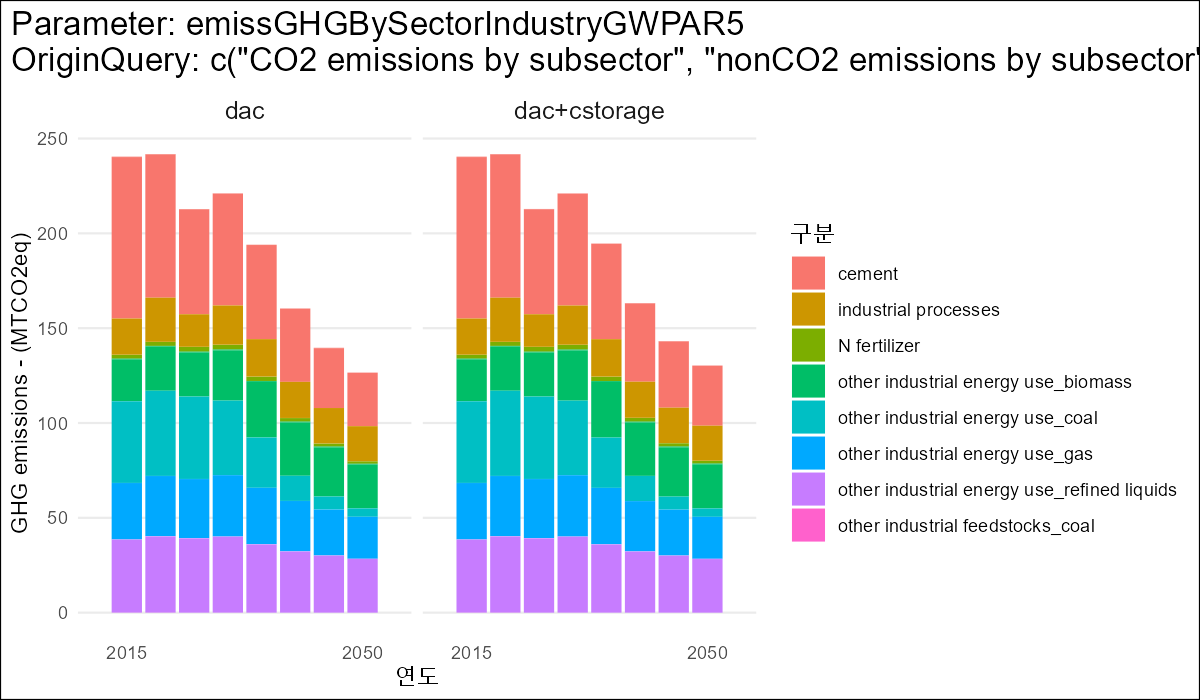 Parameter: emissGHGBySectorIndustryGWPAR5
OriginQuery: c("CO2 emissions by subsector", "nonCO2 emissions by subsector"
dac
dac+cstorage
GHG emissions - (MTCO2eq)
250
200
150
100
50
0
2015
2050
2015
2050
연도
구분
cement
industrial processes
N fertilizer
other industrial energy use_biomass
other industrial energy use_coal
other industrial energy use_gas
other industrial energy use_refined liquids
other industrial feedstocks_coal